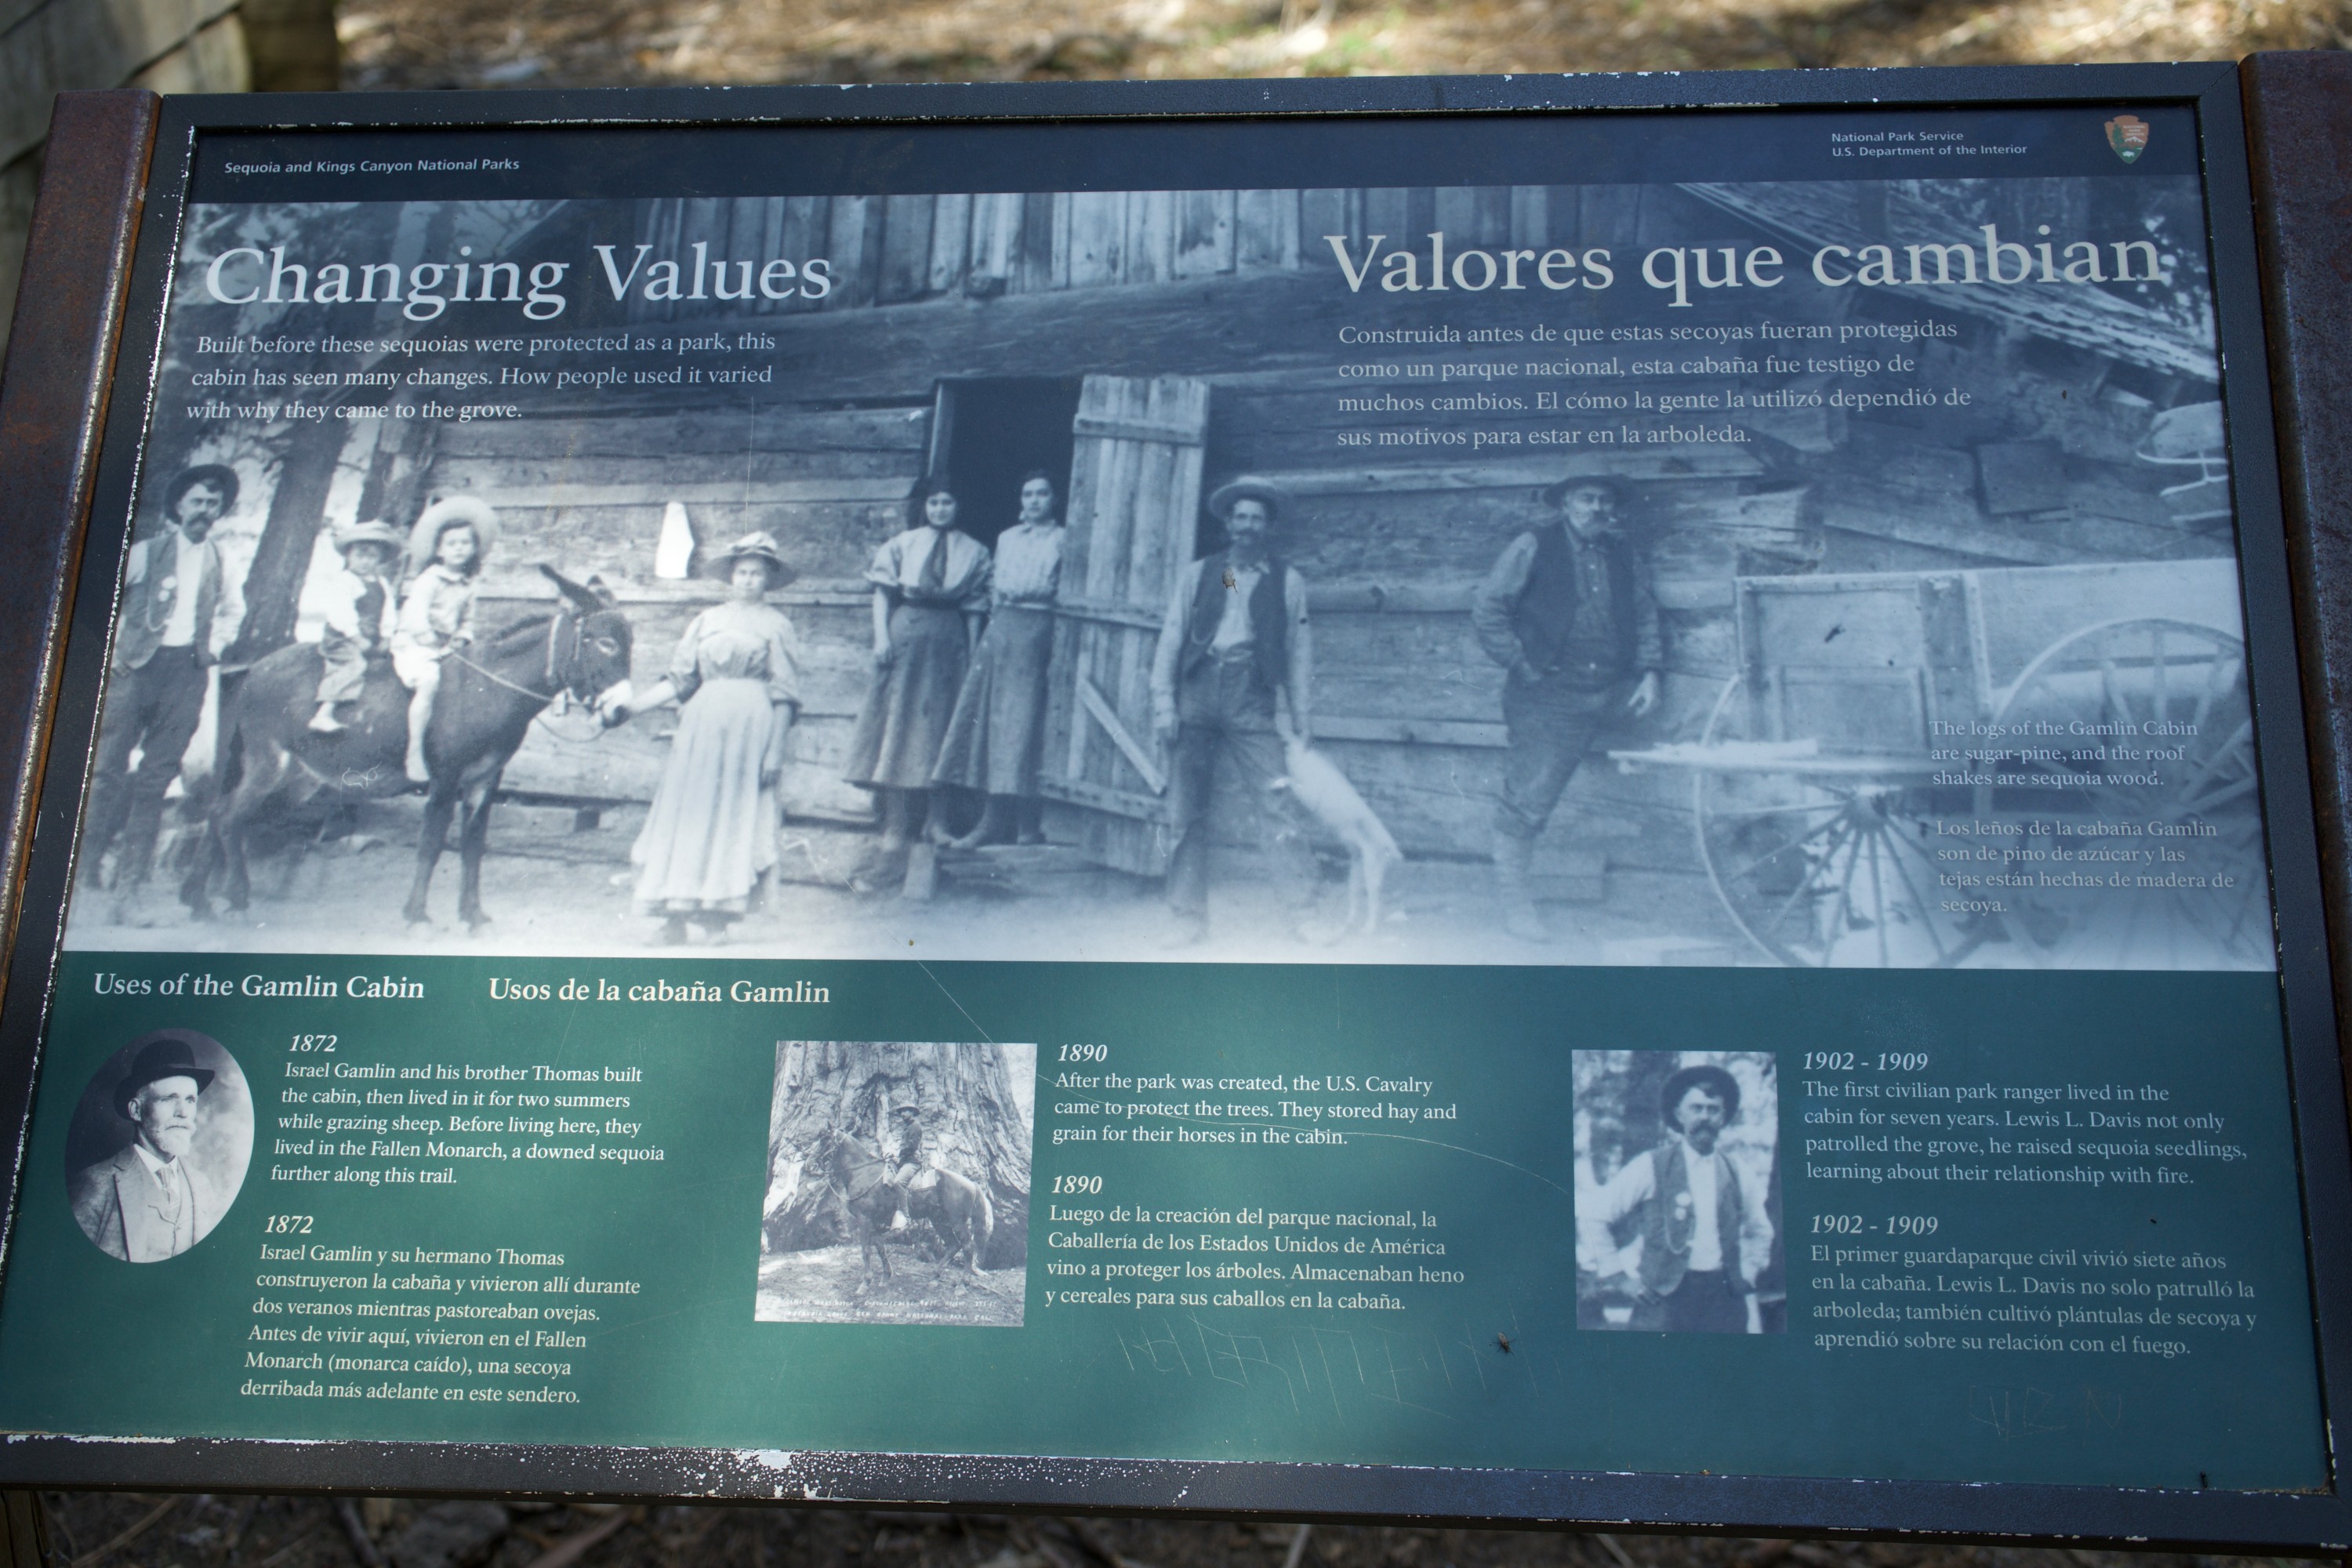 Sequoia and Kings Canyon National Parks
National Park Service
U.S. Department of the Interior
Changing Values
Built before these sequoias were protected as a park, this
cabin has seen many changes. How people used it varied
with why they came to the grove.
Valores que cambian
Construida antes de que estas secoyas fueran protegidas
como un parque nacional, esta cabaña fue testigo de
muchos cambios. El cómo la gente la utilizó dependió de
sus motivos para estar en la arboleda.
The logs of the Gamlin Cabin
are sugar-pine, and the roof
shakes are sequoia wood.
Los leños de la cabaña Gamlin
son de pino de azúcar y las
tejas están hechas de madera de
secoya.
Uses of the Gamlin Cabin
Usos de la cabaña Gamlin
1872
Israel Gamlin and his brother Thomas built
the cabin, then lived in it for two summers
while grazing sheep. Before living here, they
lived in the Fallen Monarch, a downed sequoia
further along this trail.
1872
Israel Gamlin y su hermano Thomas
construyeron la cabaña y vivieron allí durante
dos veranos mientras pastoreaban ovejas.
Antes de vivir aquí, vivieron en el Fallen
Monarch (monarca caído), una secoya
derribada más adelante en este sendero.
1890
After the park was created, the U.S. Cavalry
came to protect the trees. They stored hay and
grain for their horses in the cabin.
1890
Luego de la creación del parque nacional, la
Caballería de los Estados Unidos de América
vino a proteger los árboles. Almacenaban heno
y cereales para sus caballos en la cabaña.
1902 - 1909
The first civilian park ranger lived in the
cabin for seven years. Lewis L. Davis not only
patrolled the grove, he raised sequoia seedlings,
learning about their relationship with fire.
1902 - 1909
El primer guardaparque civil vivió siete años
en la cabaña. Lewis L. Davis no solo patrulló la
arboleda; también cultivó plántulas de secoya y
aprendió sobre su relación con el fuego.